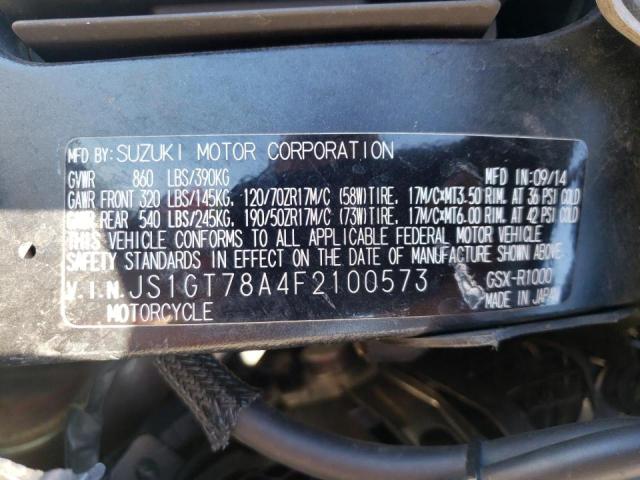 MFD BY: SUZUKI MOTOR CORPORATION
GVWR 860 LBS/390KG MFD IN: 09/14
GAWR FRONT 320 LBS/145KG. 120/70ZR17M/C (58W)TIRE. 17M/C×MT3.50 RIM. AT 36 PSI COLD
GAWR REAR 540 LBS/245KG. 190/50ZR17M/C (73W)TIRE. 17M/C×MT6.00 RIM. AT 42 PSI COLD
THIS VEHICLE CONFORMS TO ALL APPLICABLE FEDERAL MOTOR VEHICLE
SAFETY STANDARDS IN EFFECT ON THE DATE OF MANUFACTURE SHOWN ABOVE.
V.I.N. JS1GT78A4F2100573 GSX-R1000
MOTORCYCLE MADE IN JAPAN